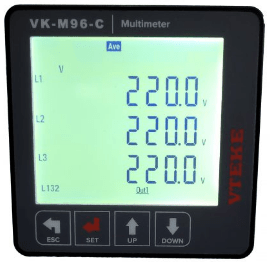 VK-M96-C Multimeter
Ave
V
L1 220.0 V
L2 220.0 V
L3 220.0 V
L132 Out1
VTEKE
ESC SET UP DOWN